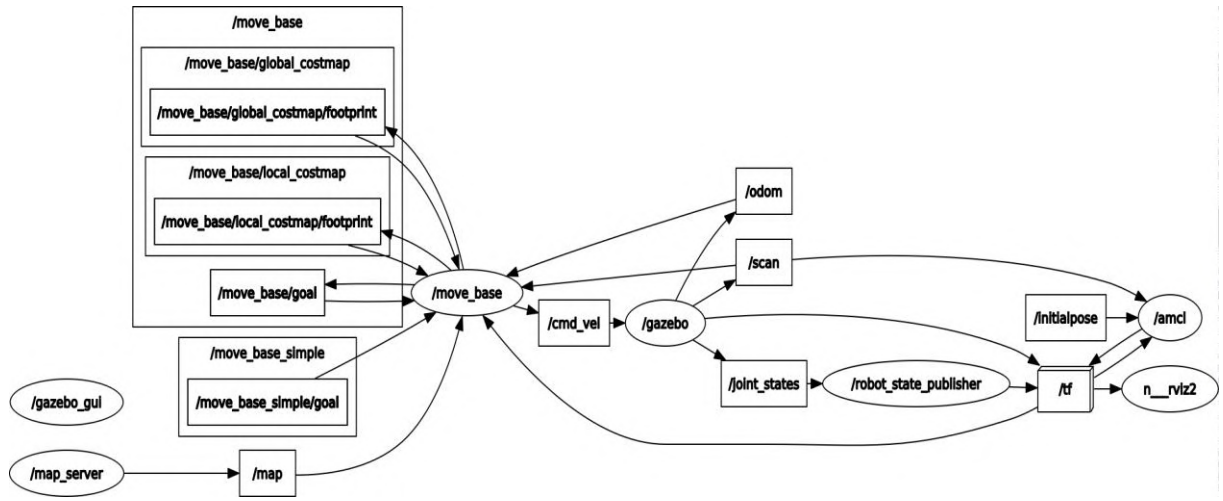 /move_base
/move_base/global_costmap
/move_base/global_costmap/footprint
/move_base/local_costmap
/move_base/local_costmap/footprint
/move_base/goal
/move_base
/odom
/scan
/cmd_vel
/gazebo
/initialpose
/amcl
/move_base_simple
/move_base_simple/goal
/joint_states
/robot_state_publisher
/tf
n__rviz2
/gazebo_gui
/map_server
/map